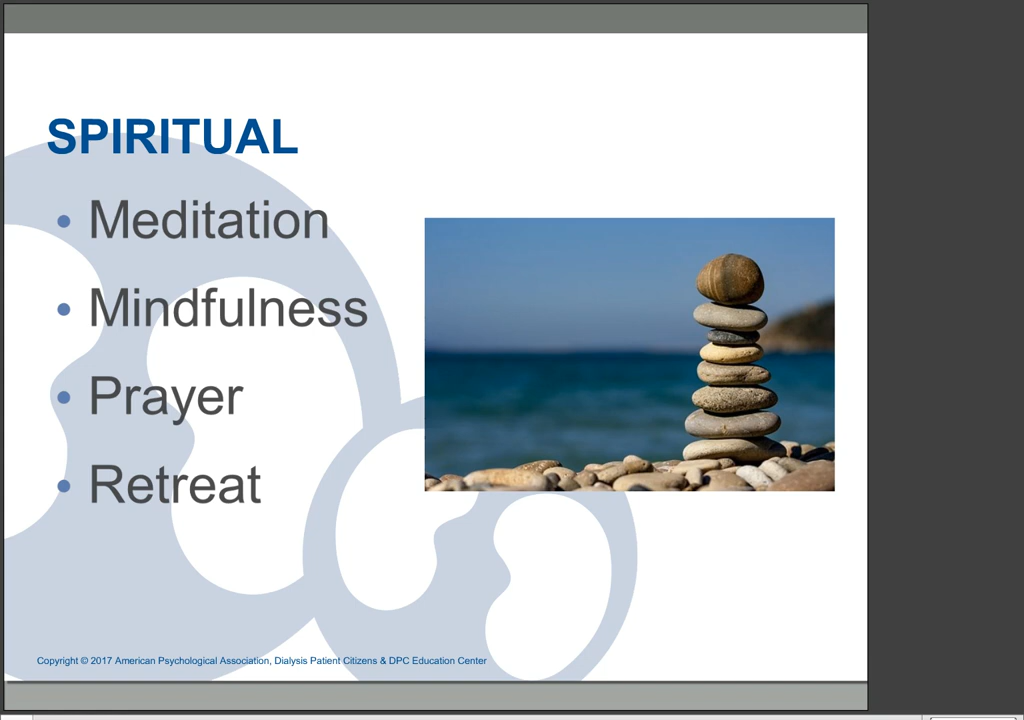 SPIRITUAL
• Meditation
• Mindfulness
• Prayer
• Retreat
Copyright © 2017 American Psychological Association, Dialysis Patient Citizens & DPC Education Center